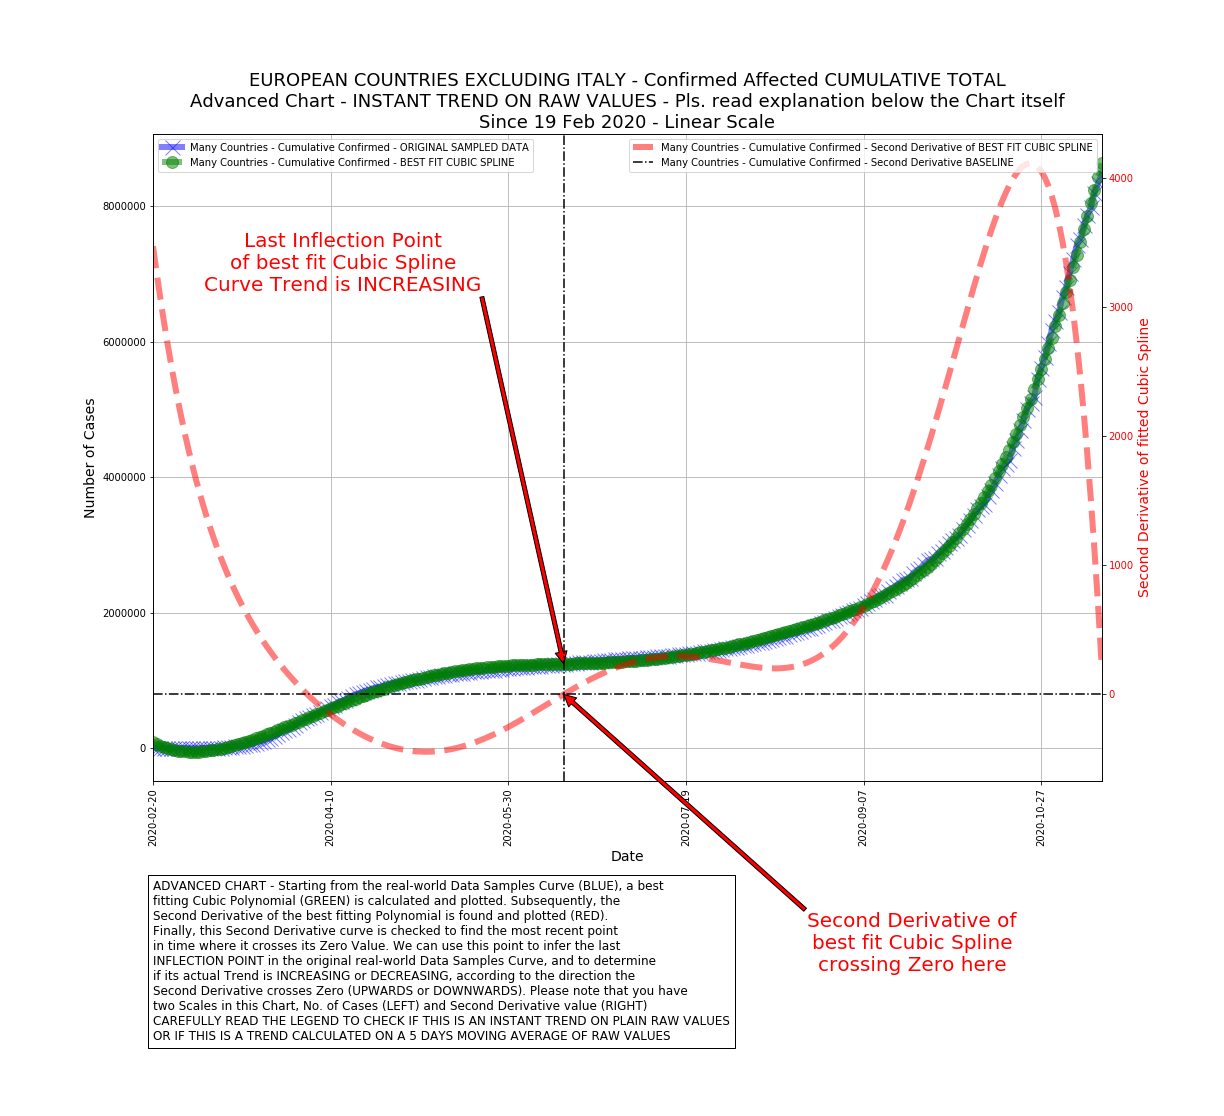 EUROPEAN COUNTRIES EXCLUDING ITALY - Confirmed Affected CUMULATIVE TOTAL
Advanced Chart - INSTANT TREND ON RAW VALUES - Pls. read explanation below the Chart itself
Since 19 Feb 2020 - Linear Scale
Many Countries - Cumulative Confirmed - ORIGINAL SAMPLED DATA
Many Countries - Cumulative Confirmed - BEST FIT CUBIC SPLINE
Many Countries - Cumulative Confirmed - Second Derivative of BEST FIT CUBIC SPLINE
Many Countries - Cumulative Confirmed - Second Derivative BASELINE
Last Inflection Point
of best fit Cubic Spline
Curve Trend is INCREASING
Number of Cases
8000000
6000000
4000000
2000000
0
4000
3000
2000
1000
0
Second Derivative of fitted Cubic Spline
2020-02-20
2020-04-10
2020-05-30
2020-07-19
2020-09-07
2020-10-27
Date
Second Derivative of
best fit Cubic Spline
crossing Zero here
ADVANCED CHART - Starting from the real-world Data Samples Curve (BLUE), a best
fitting Cubic Polynomial (GREEN) is calculated and plotted. Subsequently, the
Second Derivative of the best fitting Polynomial is found and plotted (RED).
Finally, this Second Derivative curve is checked to find the most recent point
in time where it crosses its Zero Value. We can use this point to infer the last
INFLECTION POINT in the original real-world Data Samples Curve, and to determine
if its actual Trend is INCREASING or DECREASING, according to the direction the
Second Derivative crosses Zero (UPWARDS or DOWNWARDS). Please note that you have
two Scales in this Chart, No. of Cases (LEFT) and Second Derivative value (RIGHT)
CAREFULLY READ THE LEGEND TO CHECK IF THIS IS AN INSTANT TREND ON PLAIN RAW VALUES
OR IF THIS IS A TREND CALCULATED ON A 5 DAYS MOVING AVERAGE OF RAW VALUES